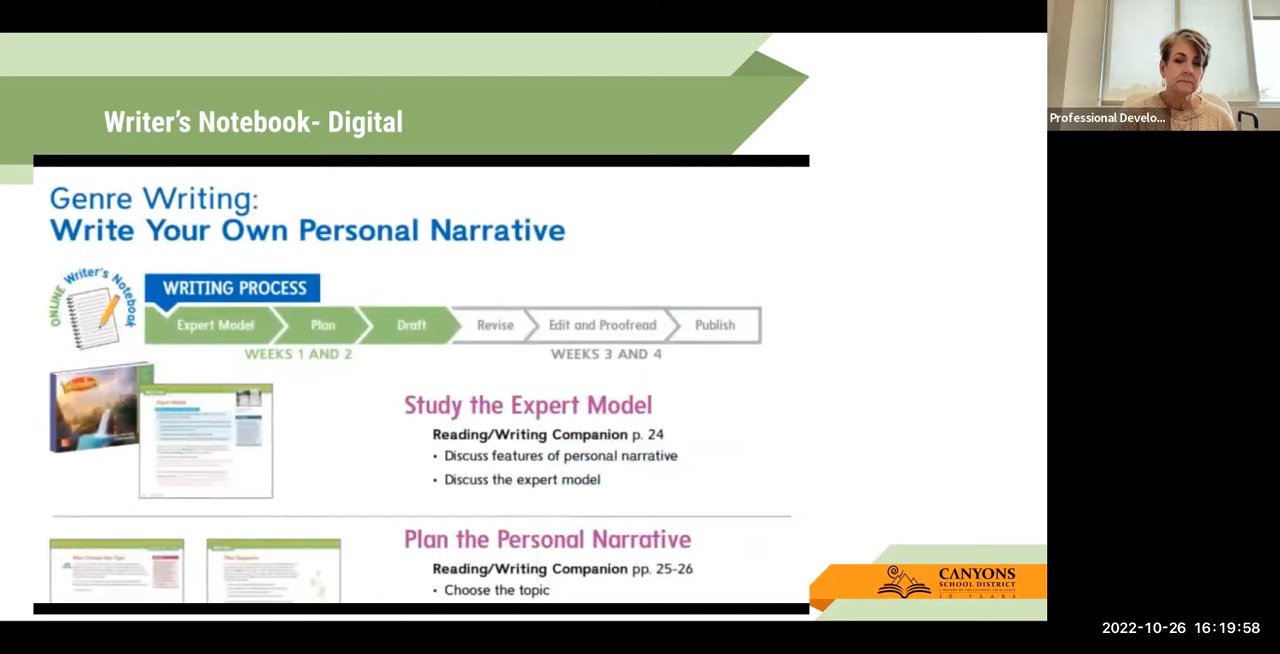 Writer's Notebook- Digital
Professional Develo...
Genre Writing:
Write Your Own Personal Narrative
ONLINE Writer's Notebook
WRITING PROCESS
Expert Model
Plan
Draft
Revise
Edit and Proofread
Publish
WEEKS 1 AND 2
WEEKS 3 AND 4
Study the Expert Model
Reading/Writing Companion p. 24
• Discuss features of personal narrative
• Discuss the expert model
Plan the Personal Narrative
Reading/Writing Companion pp. 25-26
• Choose the topic
CANYONS
SCHOOL DISTRICT
10 YEARS
2022-10-26 16:19:58